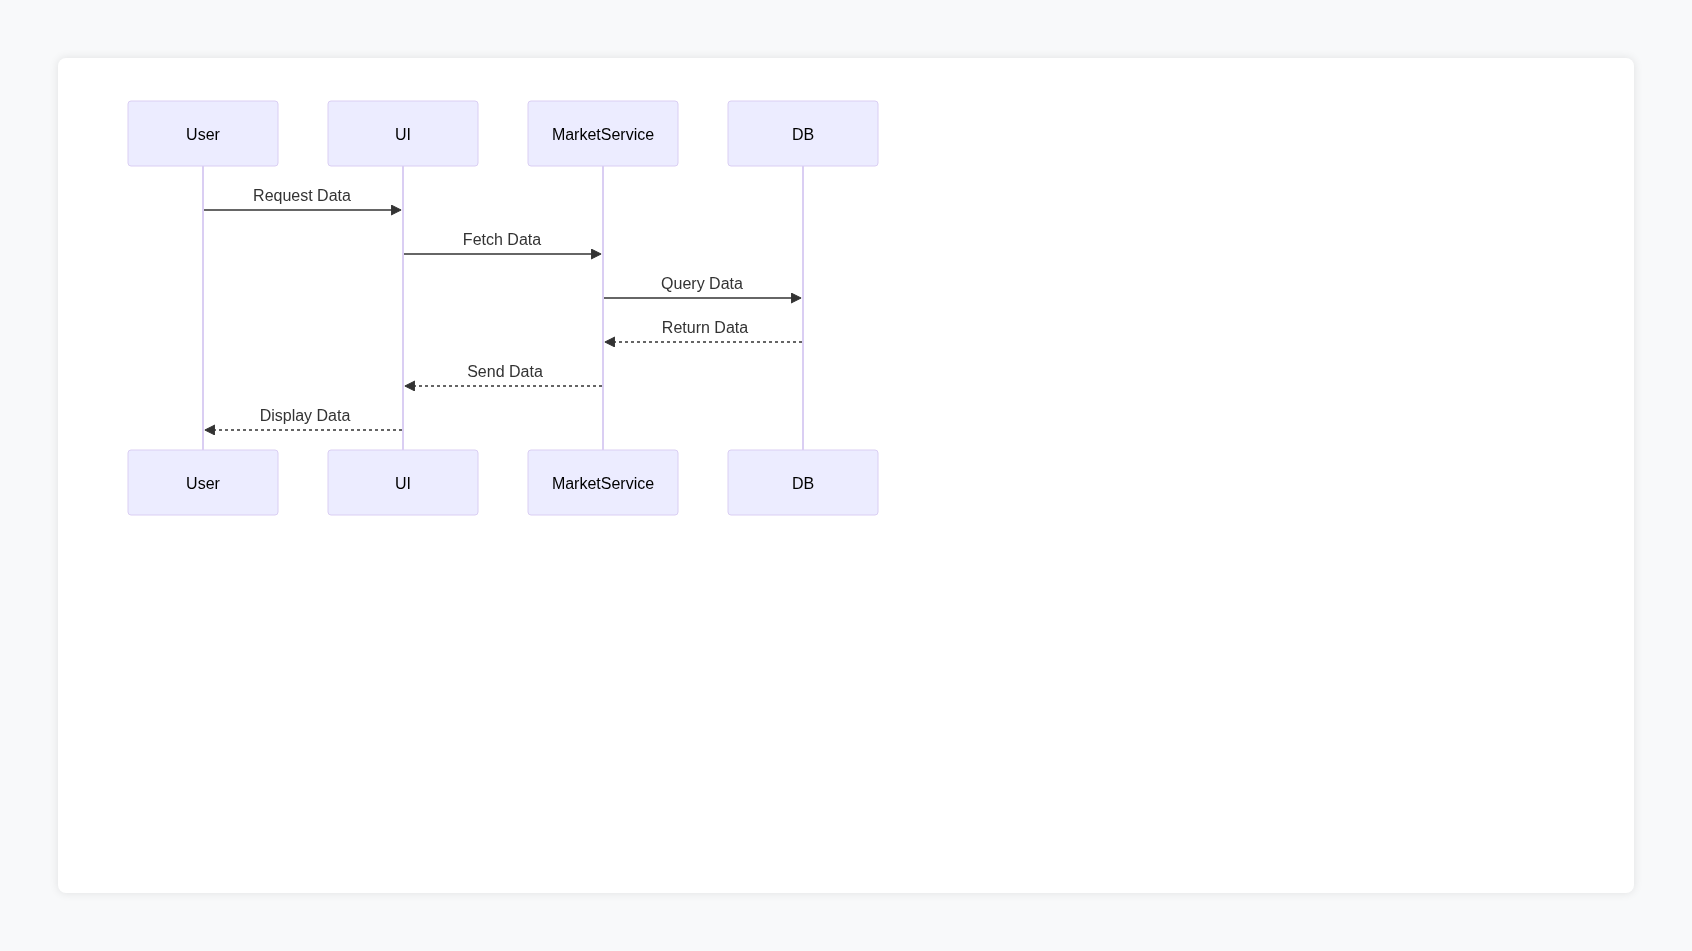 User
UI
MarketService
DB
Request Data
Fetch Data
Query Data
Return Data
Send Data
Display Data
User
UI
MarketService
DB